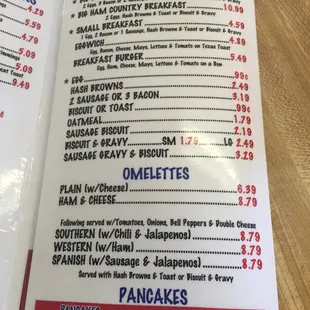 ★ BIG HAM COUNTRY BREAKFAST 10.99
2 Eggs, Hash Browns & Toast or Biscuit & Gravy
★ SMALL BREAKFAST 4.59
1 Egg, 2 Bacon or 1 Sausage, Hash Browns & Toast or Biscuit & Gravy
EGGWICH 4.89
Egg, Bacon, Cheese, Mayo, Lettuce & Tomato on Texas Toast
BREAKFAST BURGER 5.49
Egg, Ham, Cheese, Mayo, Lettuce & Tomato on a Bun
★ EGG 99¢
HASH BROWNS 2.49
2 SAUSAGE OR 3 BACON 3.19
BISCUIT OR TOAST 99¢
OATMEAL 1.79
SAUSAGE BISCUIT 2.19
BISCUIT & GRAVY SM 1.79 LG 2.49
SAUSAGE GRAVY & BISCUIT 3.29
OMELETTES
PLAIN (w/Cheese) 6.39
HAM & CHEESE 8.79
Following served w/Tomatoes, Onions, Bell Peppers & Double Cheese
SOUTHERN (w/Chili & Jalapenos) 8.79
WESTERN (w/Ham) 8.79
SPANISH (w/Sausage & Jalapenos) 8.79
Served with Hash Browns & Toast or Biscuit & Gravy
PANCAKES
PANCAKES